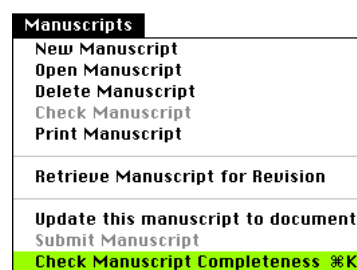 Manuscripts
New Manuscript
Open Manuscript
Delete Manuscript
Check Manuscript
Print Manuscript
Retrieve Manuscript for Revision
Update this manuscript to document
Submit Manuscript
Check Manuscript Completeness ⌘K